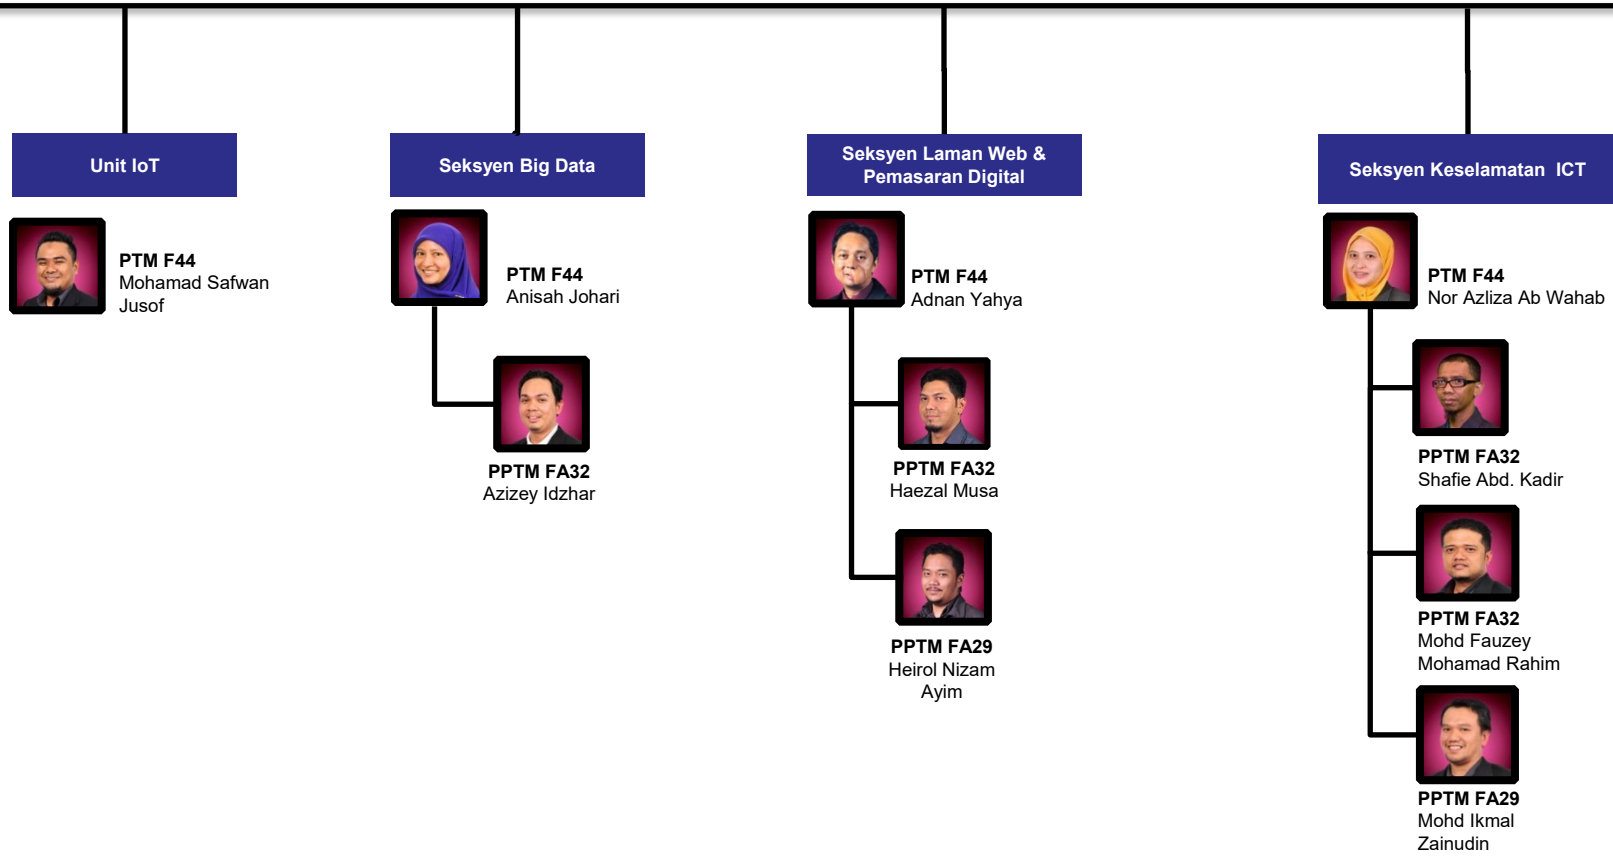 Unit IoT
PTM F44
Mohamad Safwan
Jusof
Seksyen Big Data
PTM F44
Anisah Johari
PPTM FA32
Azizey Idzhar
Seksyen Laman Web &
Pemasaran Digital
PTM F44
Adnan Yahya
PPTM FA32
Haezal Musa
PPTM FA29
Heirol Nizam
Ayim
Seksyen Keselamatan ICT
PTM F44
Nor Azliza Ab Wahab
PPTM FA32
Shafie Abd. Kadir
PPTM FA32
Mohd Fauzey
Mohamad Rahim
PPTM FA29
Mohd Ikmal
Zainudin